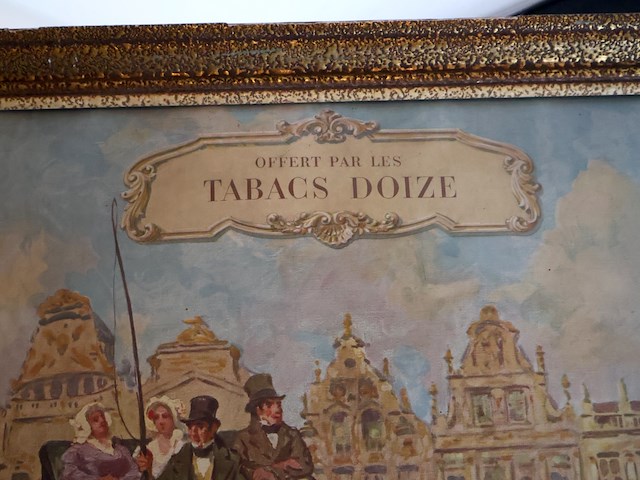 OFFERT PAR LES
TABACS DOIZE